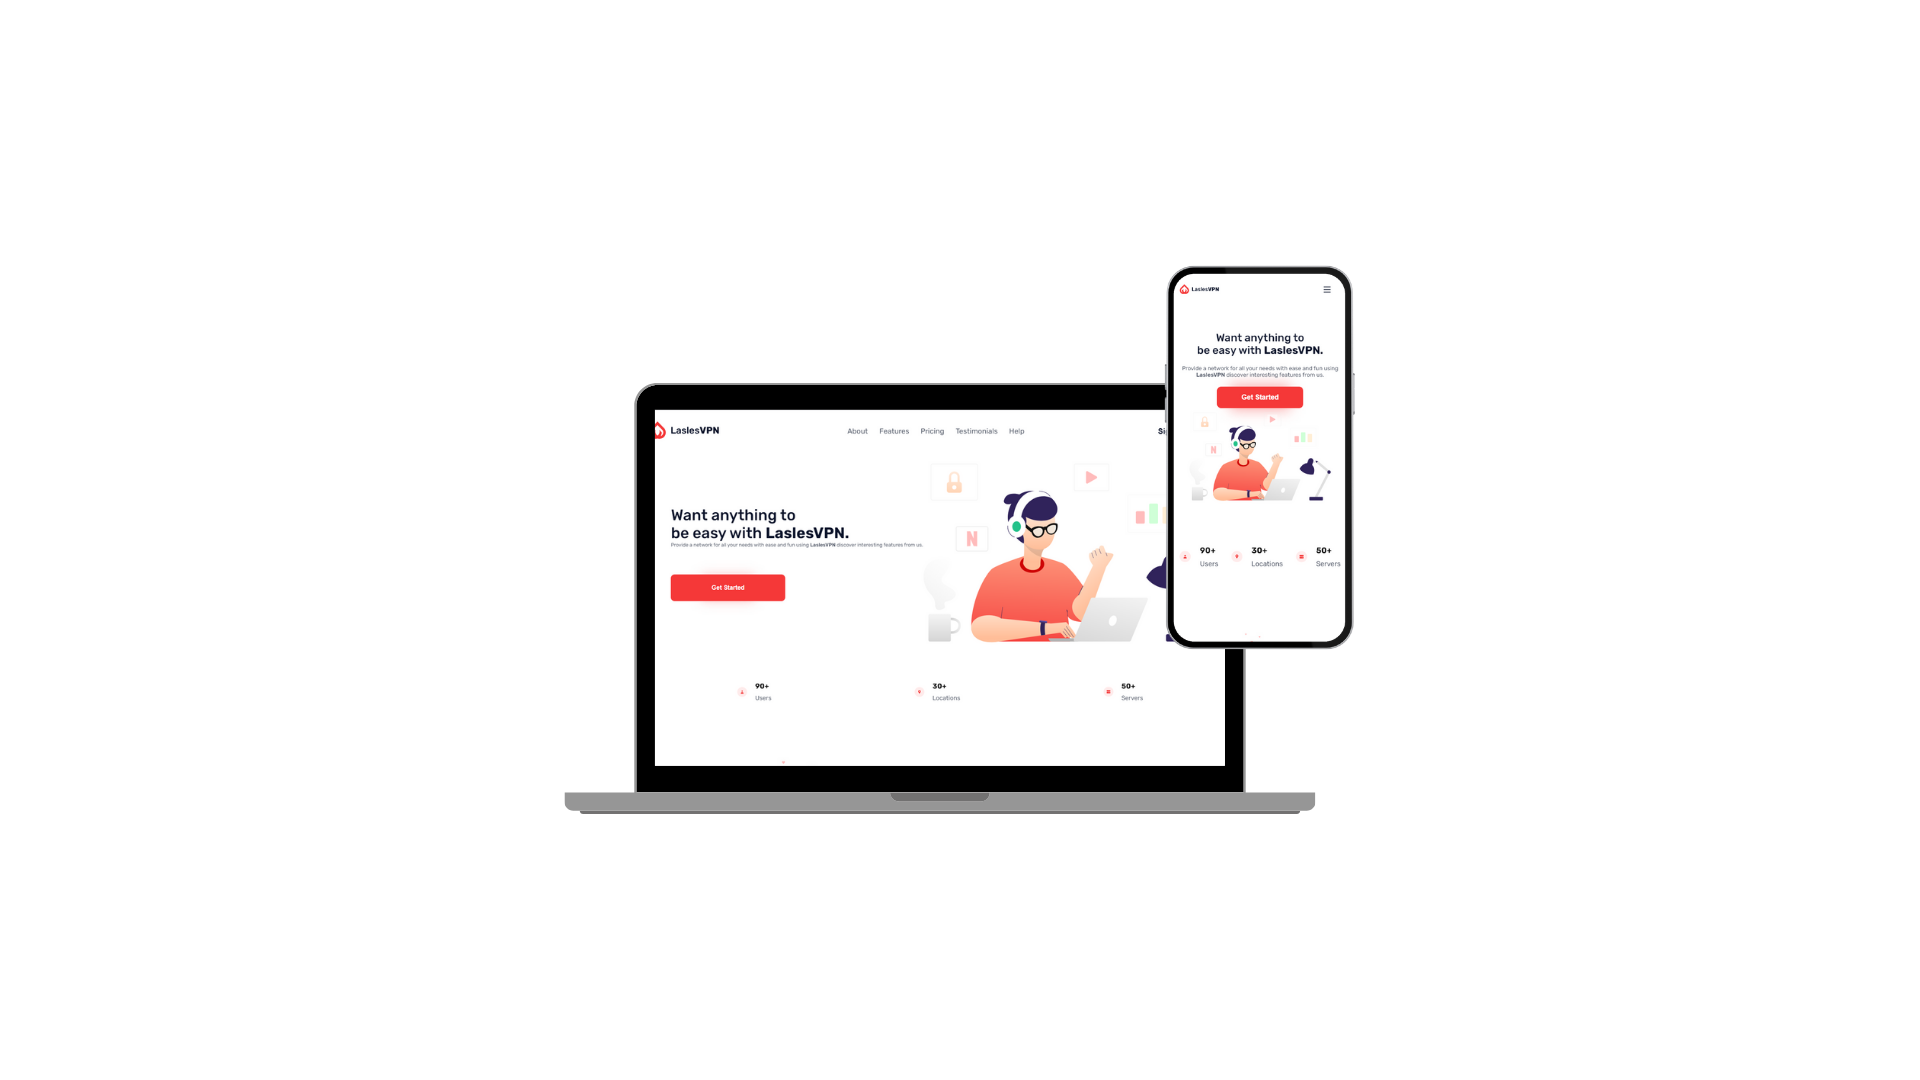 LaslesVPN
About Features Pricing Testimonials Help
Want anything to
be easy with LaslesVPN.
Provide a network for all your needs with ease and fun using LaslesVPN discover interesting features from us.
Get Started
N
90+
Users
30+
Locations
50+
Servers
LaslesVPN
Want anything to
be easy with LaslesVPN.
Provide a network for all your needs with ease and fun using
LaslesVPN discover interesting features from us.
Get Started
N
90+
Users
30+
Locations
50+
Servers